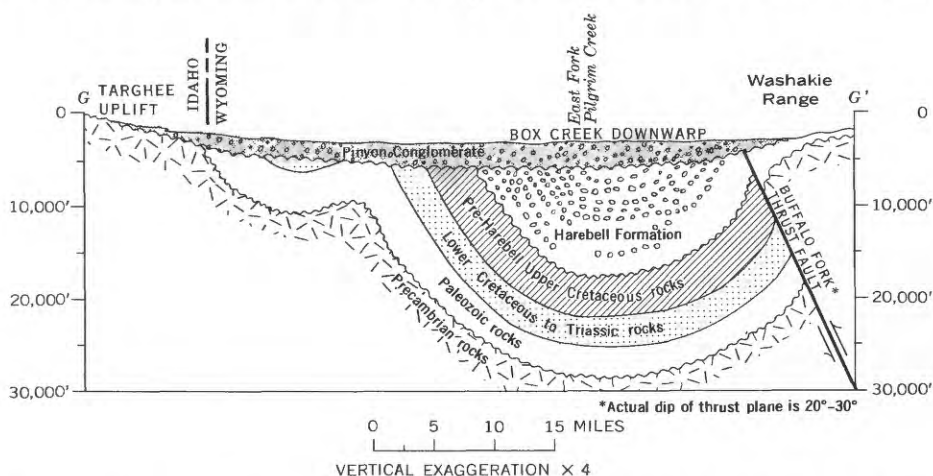 G TARGHEE
UPLIFT
IDAHO
WYOMING
East Fork
Pilgrim Creek
Washakie
Range
G'
0
10,000'
20,000'
30,000'
0
10,000'
20,000'
30,000'
BOX CREEK DOWNWARP
Pinyon Conglomerate
Harebell Formation
Pre-Harebell Upper Cretaceous rocks
Lower Cretaceous to Triassic rocks
Paleozoic rocks
Precambrian rocks
BUFFALO FORK*
THRUST FAULT
*Actual dip of thrust plane is 20°-30°
0 5 10 15 MILES
VERTICAL EXAGGERATION × 4